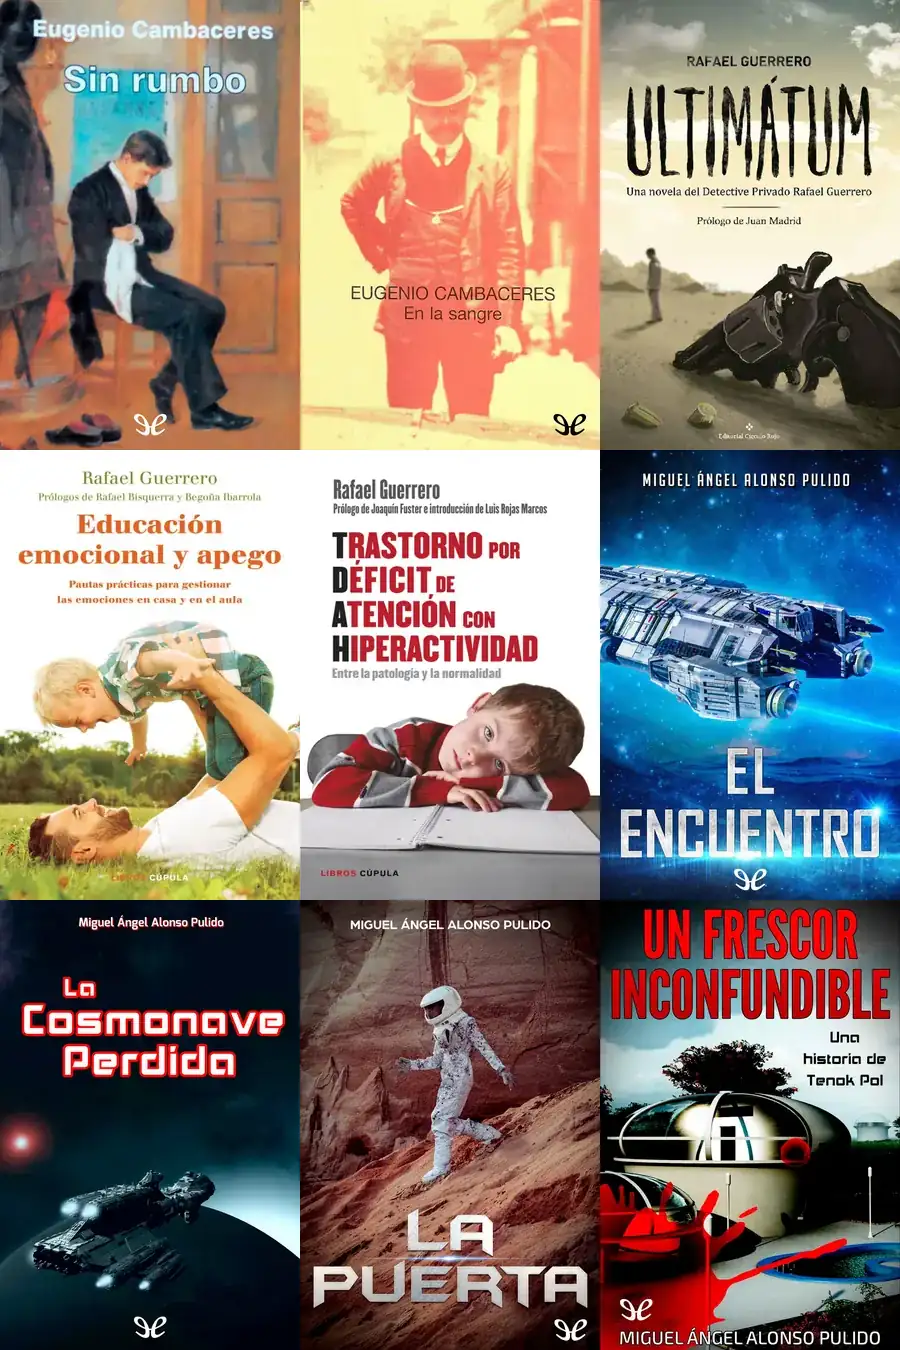 Eugenio Cambaceres
Sin rumbo
EUGENIO CAMBACERES
En la sangre
RAFAEL GUERRERO
ULTIMÁTUM
Una novela del Detective Privado Rafael Guerrero
Prólogo de Juan Madrid
Editorial Círculo Rojo
Rafael Guerrero
Prólogos de Rafael Bisquerra y Begoña Ibarrola
Educación
emocional y apego
Pautas prácticas para gestionar
las emociones en casa y en el aula
LIBROS CÚPULA
Rafael Guerrero
Prólogo de Joaquín Fuster e introducción de Luis Rojas Marcos
TRASTORNO POR
DÉFICIT DE
ATENCIÓN CON
HIPERACTIVIDAD
Entre la patología y la normalidad
LIBROS CÚPULA
MIGUEL ÁNGEL ALONSO PULIDO
EL
ENCUENTRO
Miguel Ángel Alonso Pulido
La
Cosmonave
Perdida
MIGUEL ÁNGEL ALONSO PULIDO
LA
PUERTA
UN FRESCOR
INCONFUNDIBLE
Una
historia de
Tenok Pol
MIGUEL ÁNGEL ALONSO PULIDO